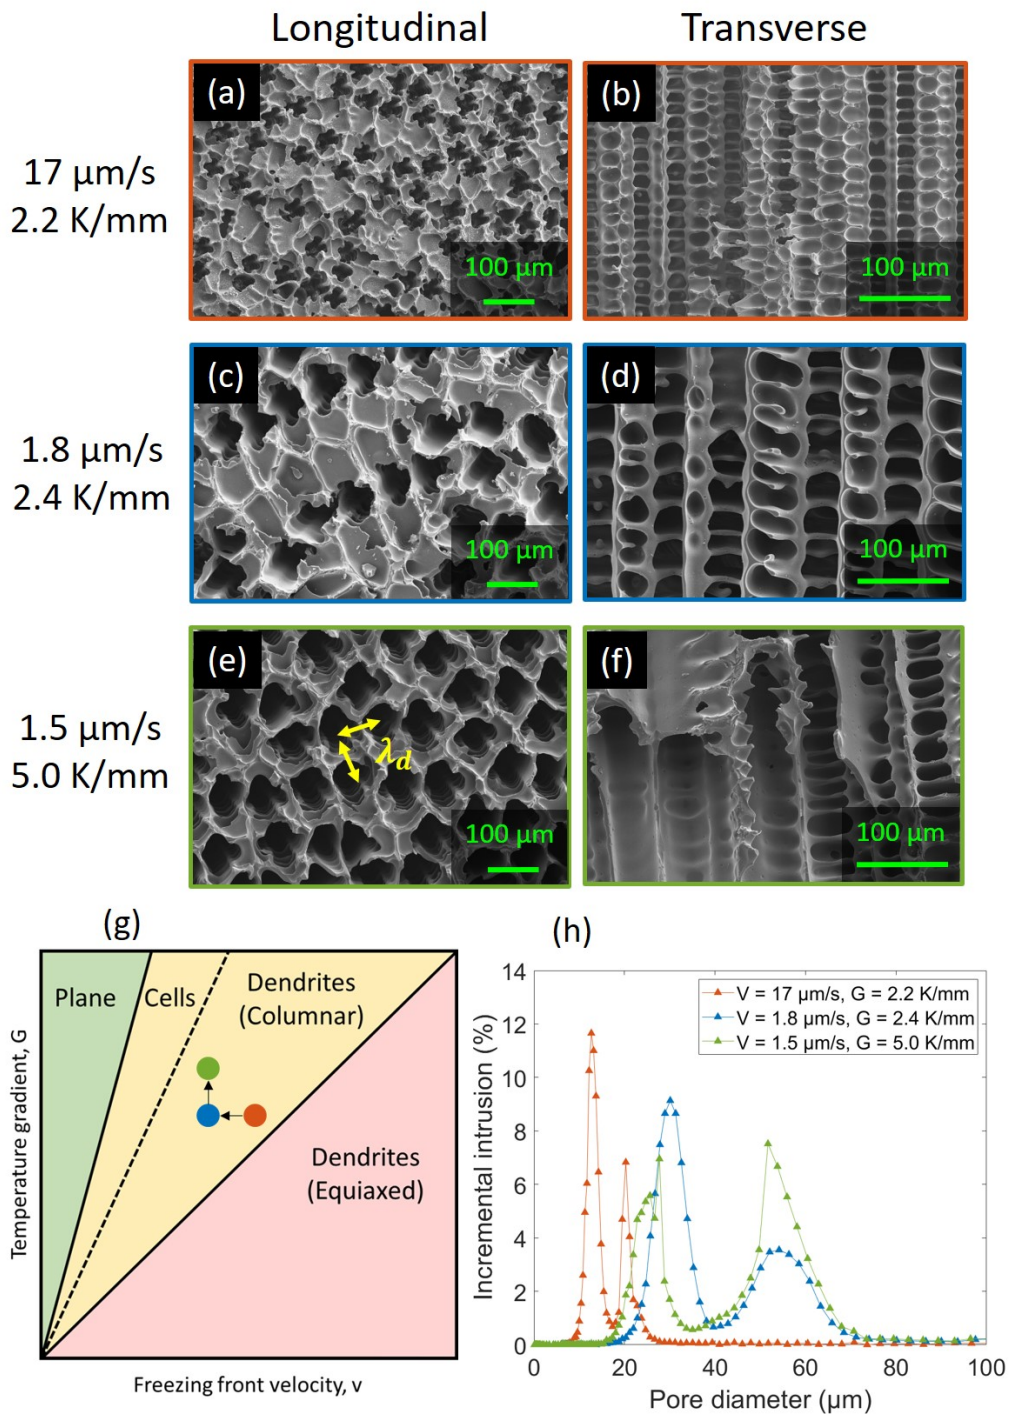 Longitudinal
Transverse
17 µm/s
2.2 K/mm
(a)
100 µm
(b)
100 µm
1.8 µm/s
2.4 K/mm
(c)
100 µm
(d)
100 µm
1.5 µm/s
5.0 K/mm
(e)
λd
100 µm
(f)
100 µm
(g)
Plane
Cells
Dendrites
(Columnar)
Dendrites
(Equiaxed)
Temperature gradient, G
Freezing front velocity, v
(h)
14
12
10
8
6
4
2
0
0
20
40
60
80
100
V = 17 µm/s, G = 2.2 K/mm
V = 1.8 µm/s, G = 2.4 K/mm
V = 1.5 µm/s, G = 5.0 K/mm
Incremental intrusion (%)
Pore diameter (µm)